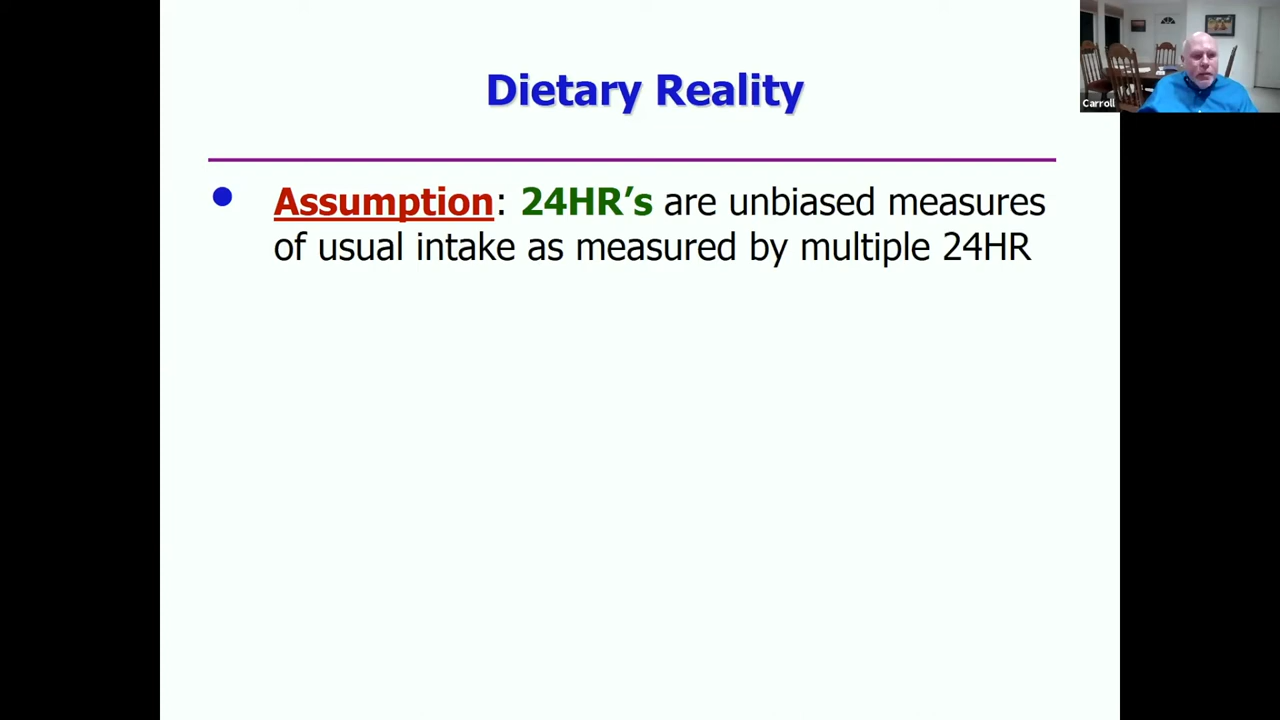 Dietary Reality
Carroll
• Assumption: 24HR’s are unbiased measures
of usual intake as measured by multiple 24HR